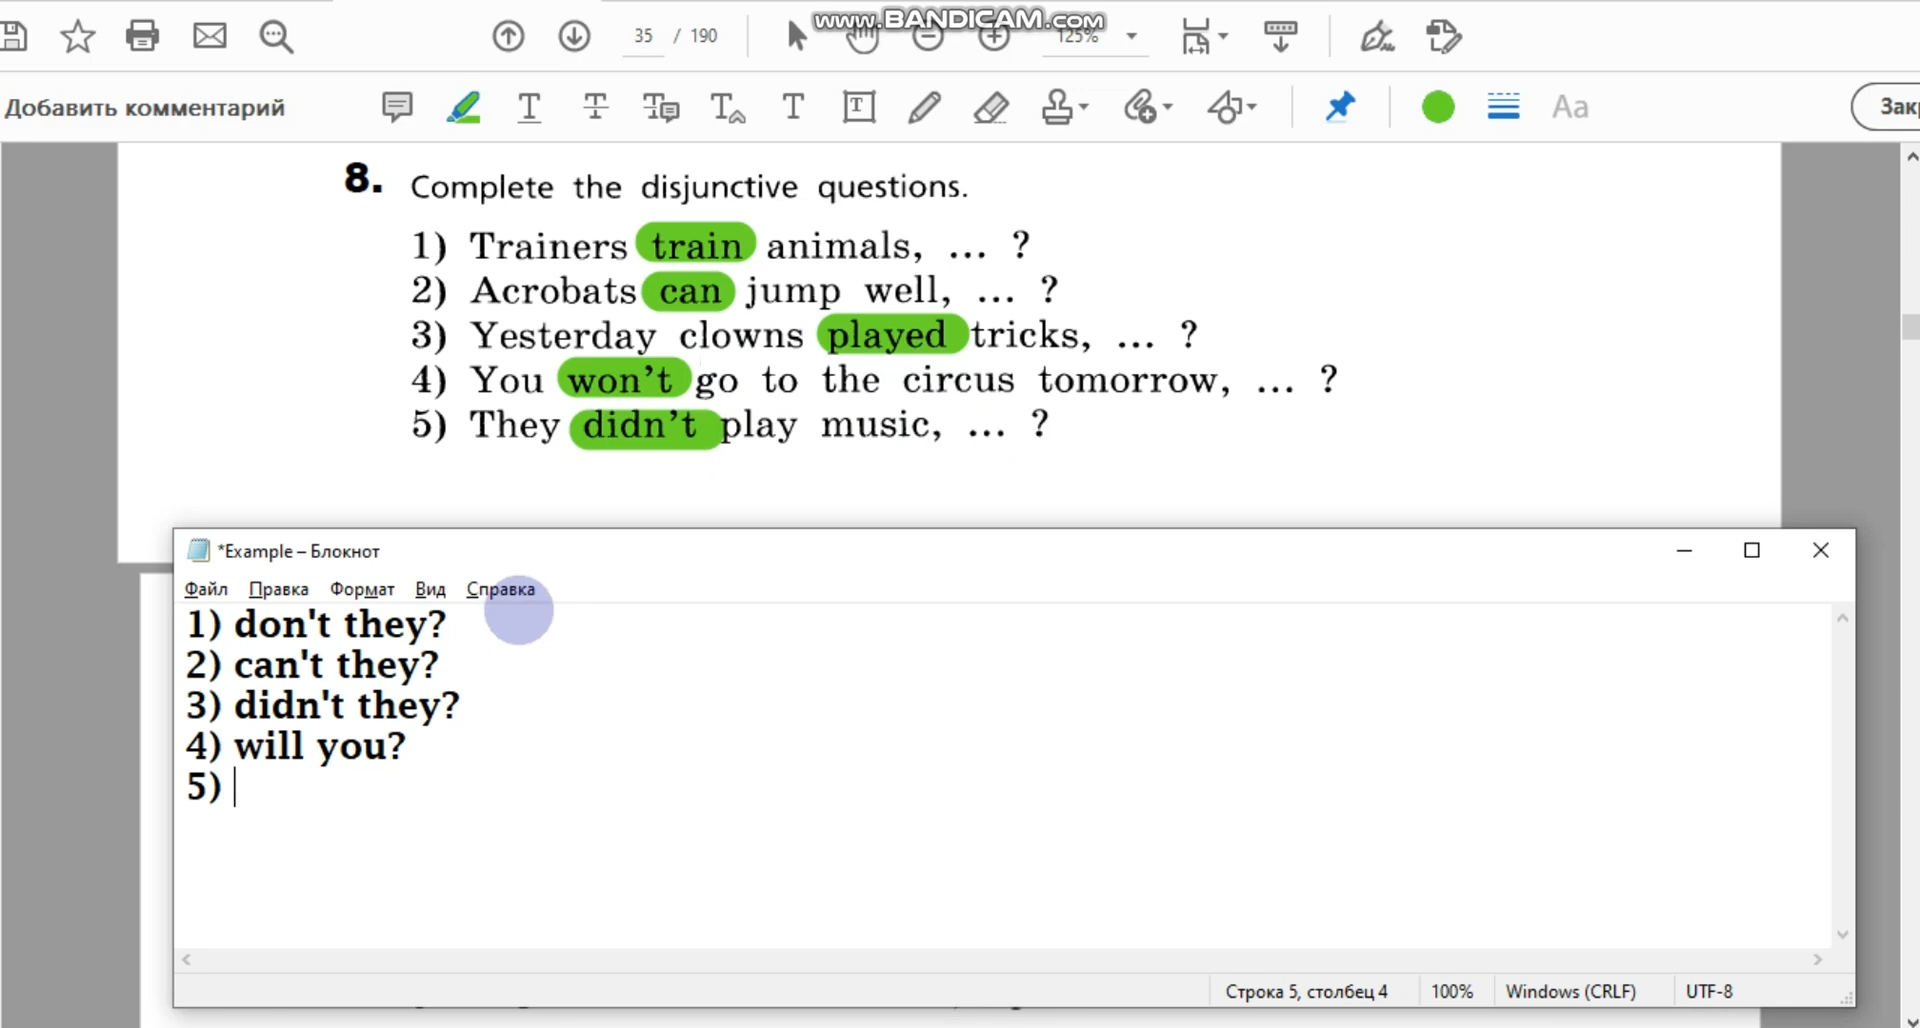 www.BANDICAM.com
35 / 190
125%
Добавить комментарий
T
Aa
8. Complete the disjunctive questions.
1) Trainers train animals, ... ?
2) Acrobats can jump well, ... ?
3) Yesterday clowns played tricks, ... ?
4) You won't go to the circus tomorrow, ... ?
5) They didn't play music, ... ?
*Example – Блокнот
Файл Правка Формат Вид Справка
1) don't they?
2) can't they?
3) didn't they?
4) will you?
5)
Строка 5, столбец 4 100% Windows (CRLF) UTF-8